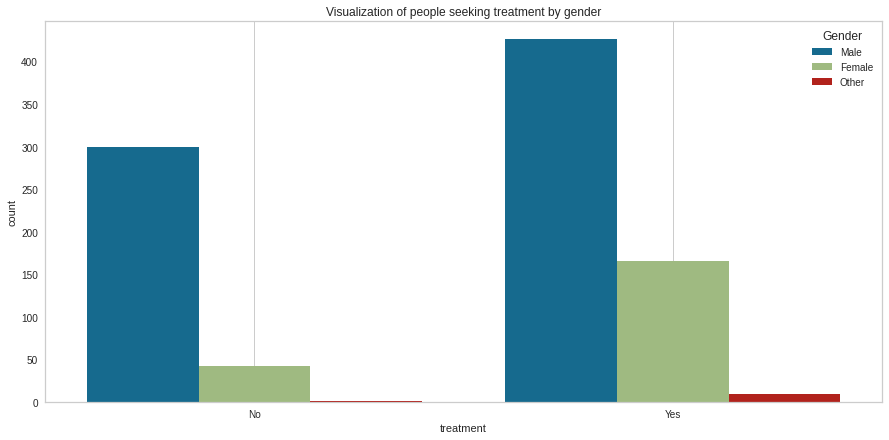 Visualization of people seeking treatment by gender
Gender
Male
Female
Other
count
400
350
300
250
200
150
100
50
0
No
Yes
treatment